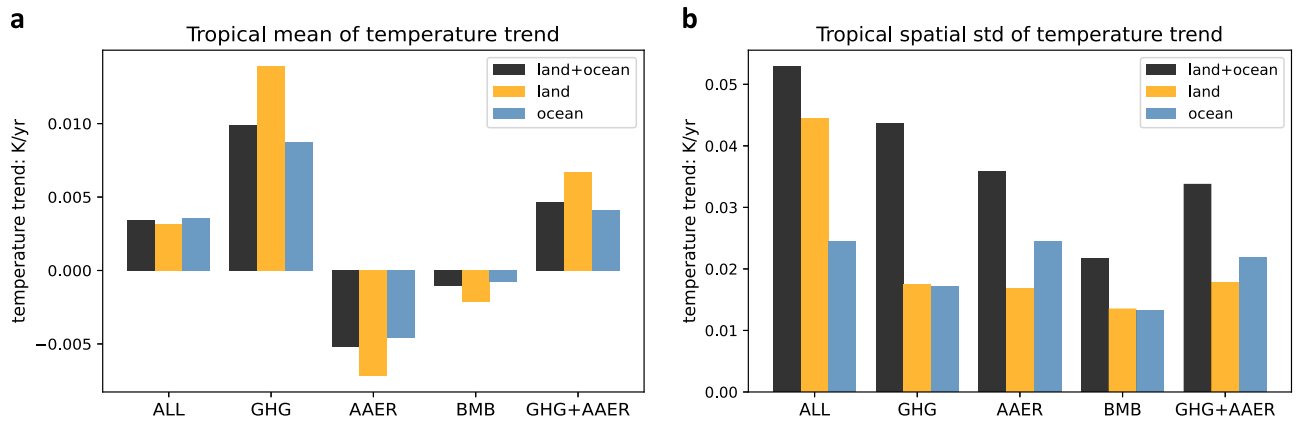 a
Tropical mean of temperature trend
temperature trend: K/yr
0.010
0.005
0.000
−0.005
land+ocean
land
ocean
ALL GHG AAER BMB GHG+AAER
b
Tropical spatial std of temperature trend
temperature trend: K/yr
0.05
0.04
0.03
0.02
0.01
0.00
land+ocean
land
ocean
ALL GHG AAER BMB GHG+AAER